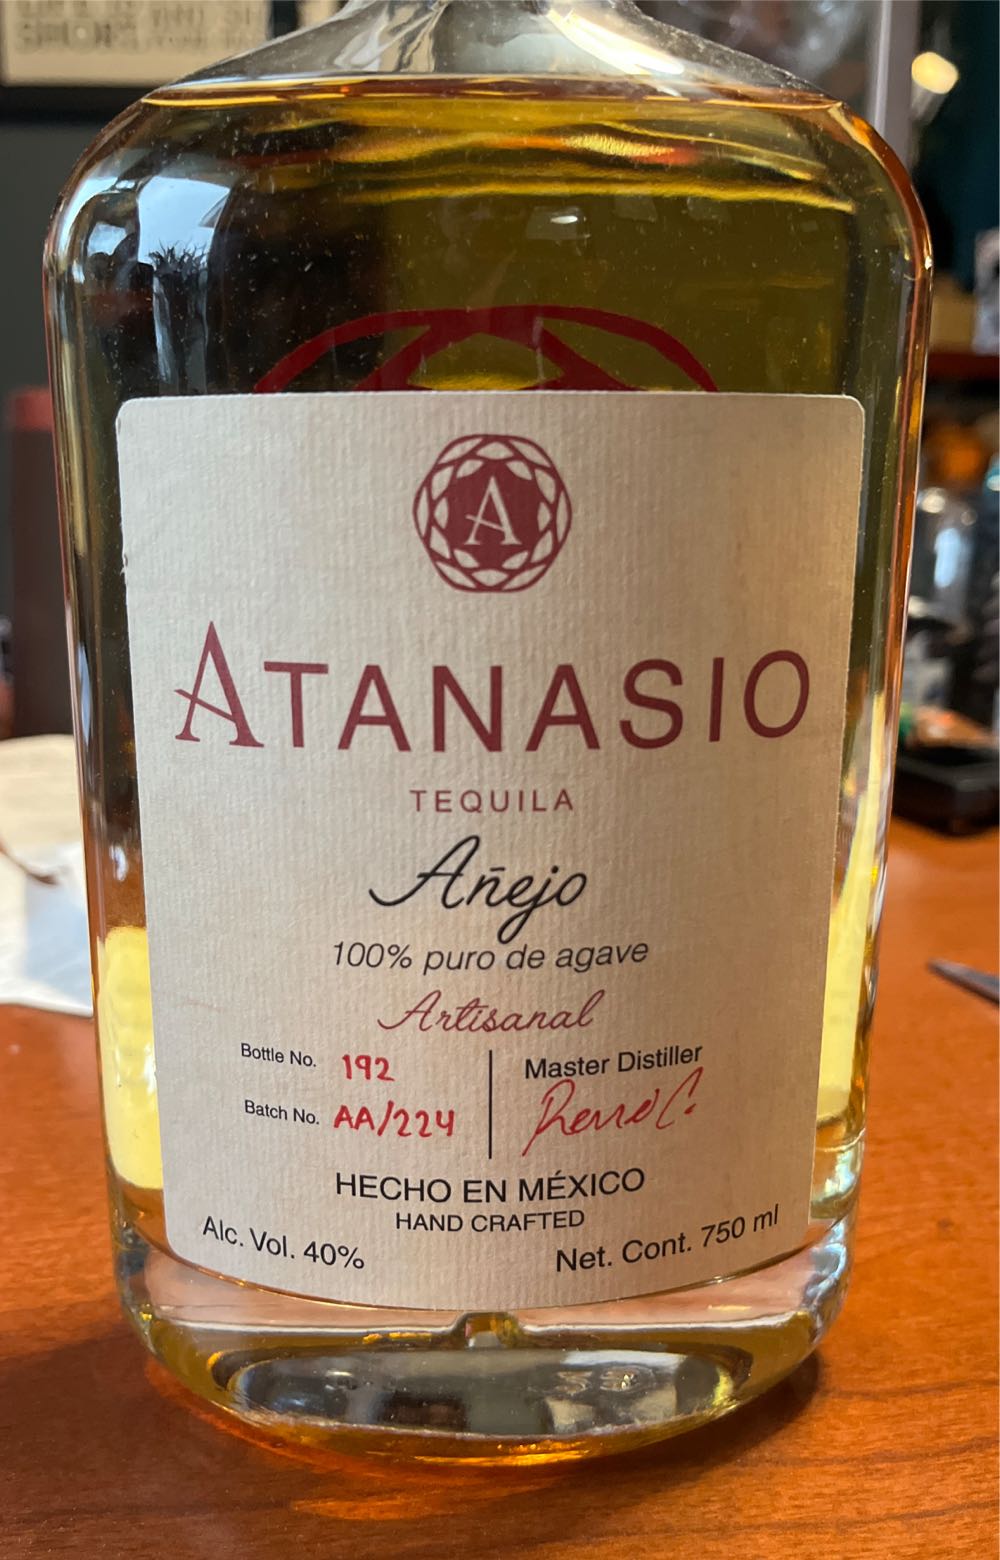 A
ATANASIO
TEQUILA
Añejo
100% puro de agave
Artisanal
Bottle No. 192
Batch No. AA/224
Master Distiller
HECHO EN MÉXICO
HAND CRAFTED
Alc. Vol. 40%
Net. Cont. 750 ml